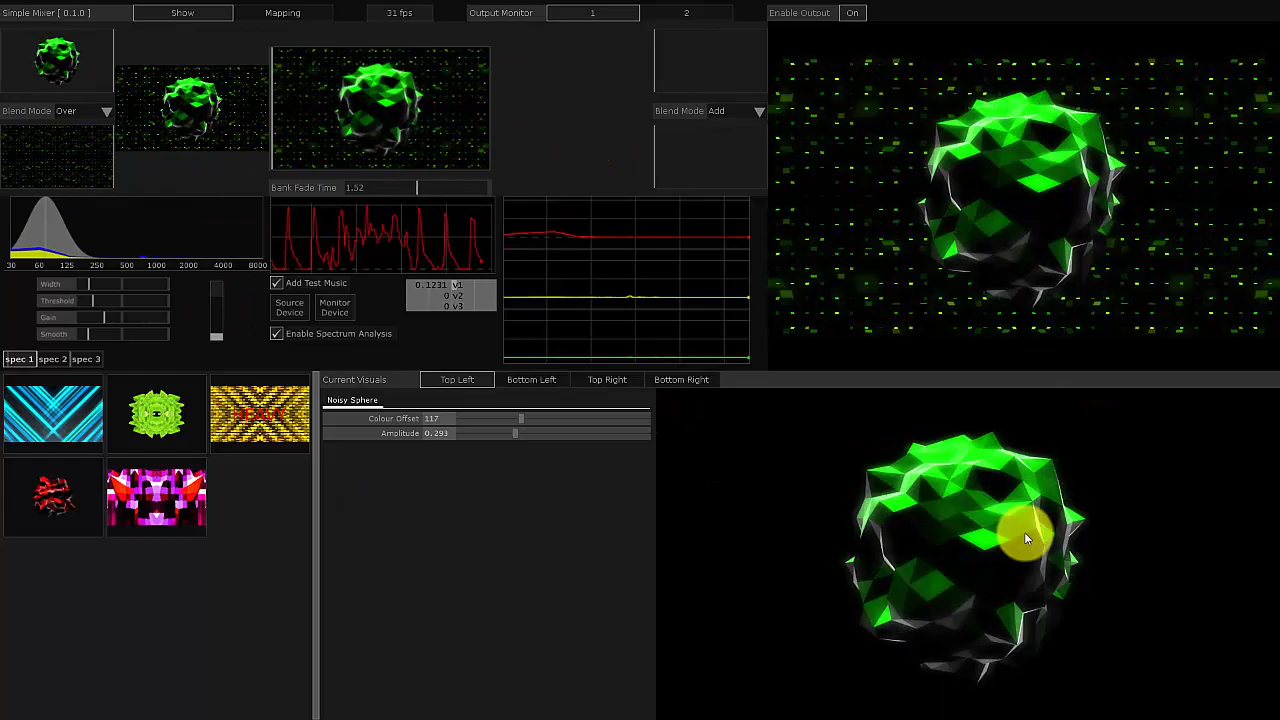 Simple Mixer [ 0.1.0 ] Show Mapping 31 fps Output Monitor 1 2 Enable Output On
Blend Mode Over
Blend Mode Add
Bank Fade Time 1.52
30 60 125 250 500 1000 2000 4000 8000
Width
Threshold
Gain
Smooth
spec 1 spec 2 spec 3
Add Test Music
Source Device
Monitor Device
Enable Spectrum Analysis
0.1231 v1
0 v2
0 v3
HEAVY
Current Visuals Top Left Bottom Left Top Right Bottom Right
Noisy Sphere
Colour Offset 117
Amplitude 0.293